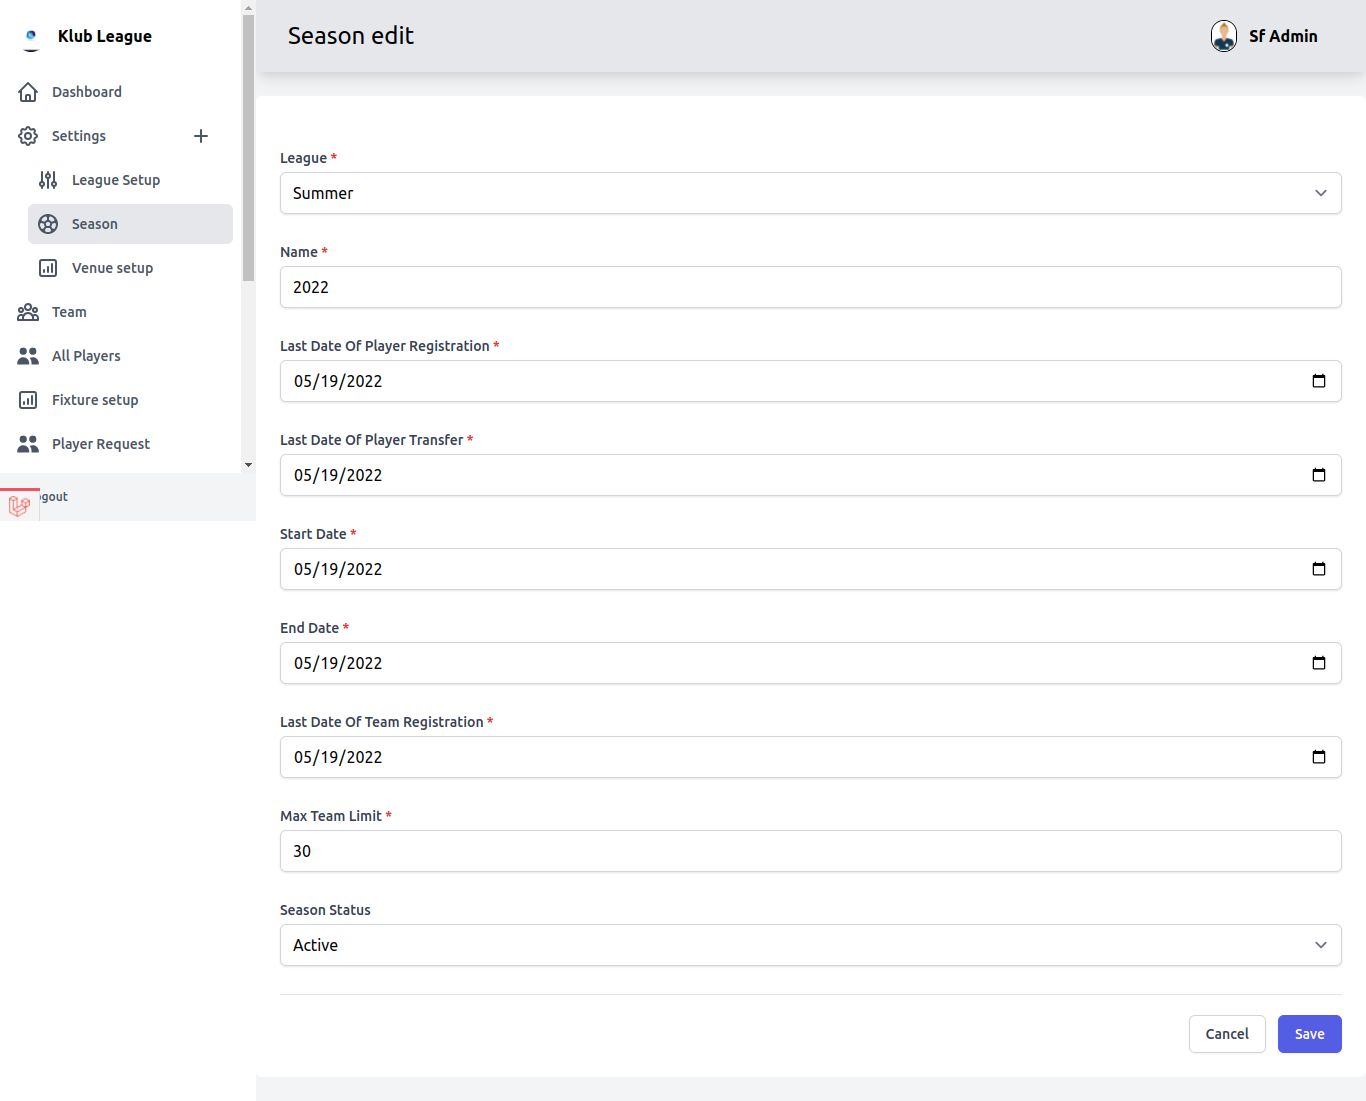 Klub League
Dashboard
Settings
League Setup
Season
Venue setup
Team
All Players
Fixture setup
Player Request
ogout
Season edit
Sf Admin
League *
Summer
Name *
2022
Last Date Of Player Registration *
05/19/2022
Last Date Of Player Transfer *
05/19/2022
Start Date *
05/19/2022
End Date *
05/19/2022
Last Date Of Team Registration *
05/19/2022
Max Team Limit *
30
Season Status
Active
Cancel
Save